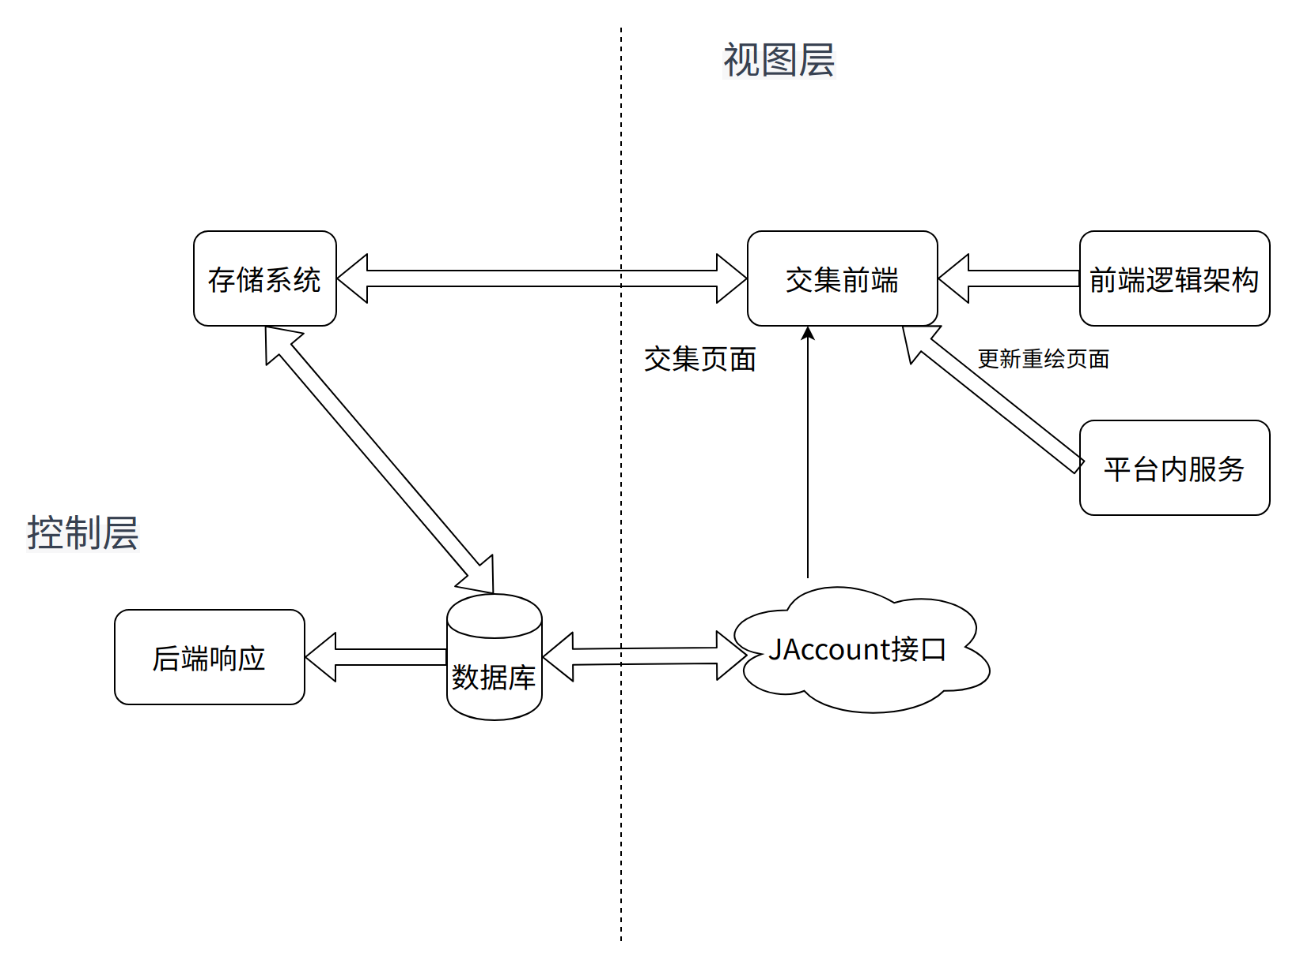 视图层
存储系统
交集前端
前端逻辑架构
交集页面
更新重绘页面
平台内服务
控制层
后端响应
数据库
JAccount接口